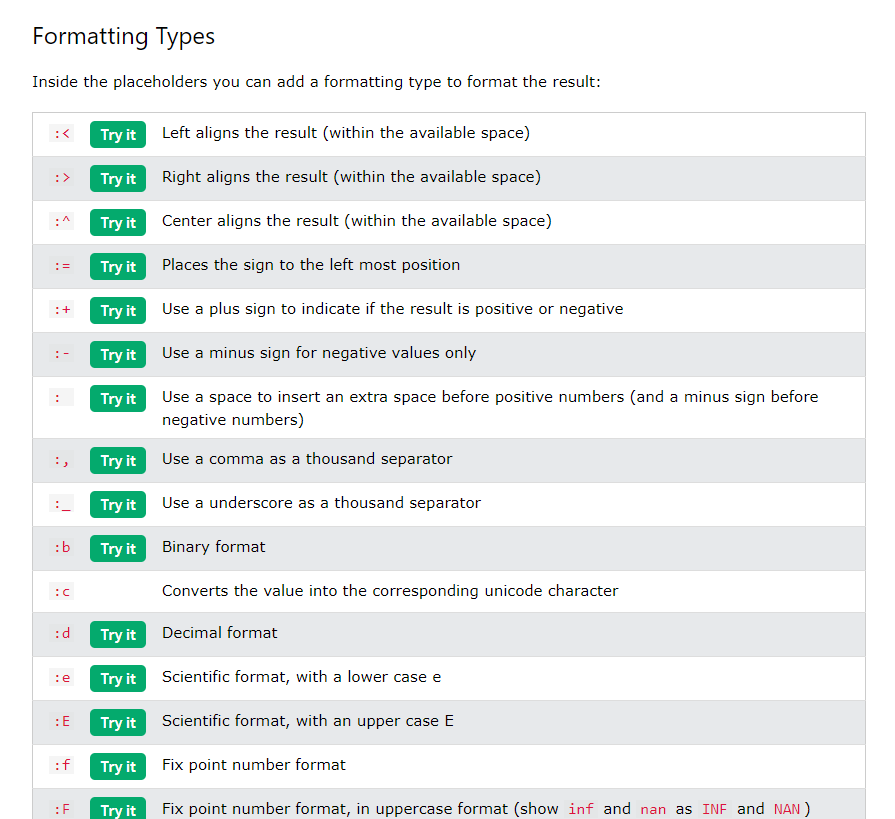 Formatting Types
Inside the placeholders you can add a formatting type to format the result:
:< Try it Left aligns the result (within the available space)
:> Try it Right aligns the result (within the available space)
:^ Try it Center aligns the result (within the available space)
:= Try it Places the sign to the left most position
:+ Try it Use a plus sign to indicate if the result is positive or negative
:- Try it Use a minus sign for negative values only
: Try it Use a space to insert an extra space before positive numbers (and a minus sign before
negative numbers)
:, Try it Use a comma as a thousand separator
:_ Try it Use a underscore as a thousand separator
:b Try it Binary format
:c Converts the value into the corresponding unicode character
:d Try it Decimal format
:e Try it Scientific format, with a lower case e
:E Try it Scientific format, with an upper case E
:f Try it Fix point number format
:F Try it Fix point number format, in uppercase format (show inf and nan as INF and NAN)